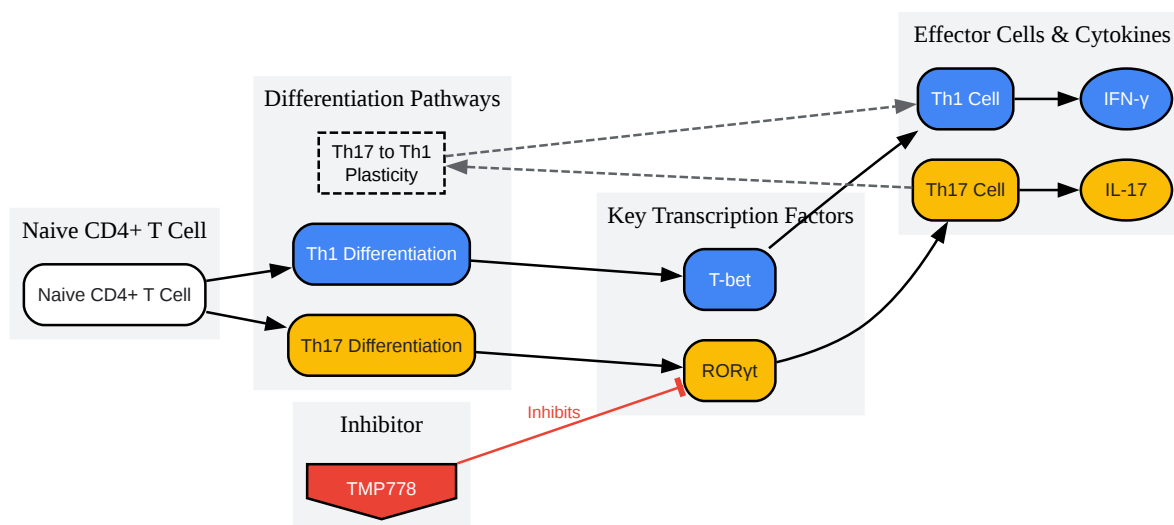 Effector Cells & Cytokines
Th1 Cell
IFN-γ
Th17 Cell
IL-17
Differentiation Pathways
Th17 to Th1
Plasticity
Th1 Differentiation
Th17 Differentiation
Key Transcription Factors
T-bet
RORγt
Naive CD4+ T Cell
Naive CD4+ T Cell
Inhibits
Inhibitor
TMP778